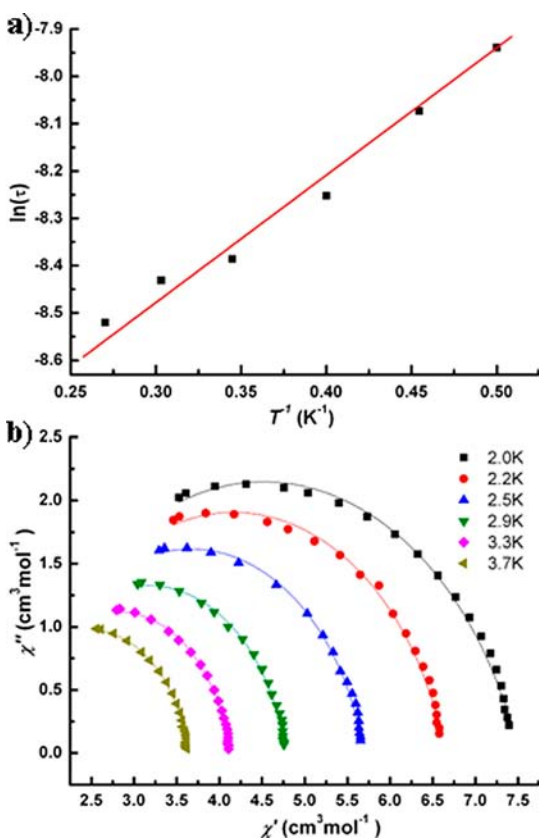 a)
-7.9
-8.0
-8.1
-8.2
-8.3
-8.4
-8.5
-8.6
ln(τ)
0.25 0.30 0.35 0.40 0.45 0.50
T⁻¹ (K⁻¹)
b)
2.5
2.0
1.5
1.0
0.5
0.0
χ'' (cm³mol⁻¹)
2.0K
2.2K
2.5K
2.9K
3.3K
3.7K
2.5 3.0 3.5 4.0 4.5 5.0 5.5 6.0 6.5 7.0 7.5
χ' (cm³mol⁻¹)